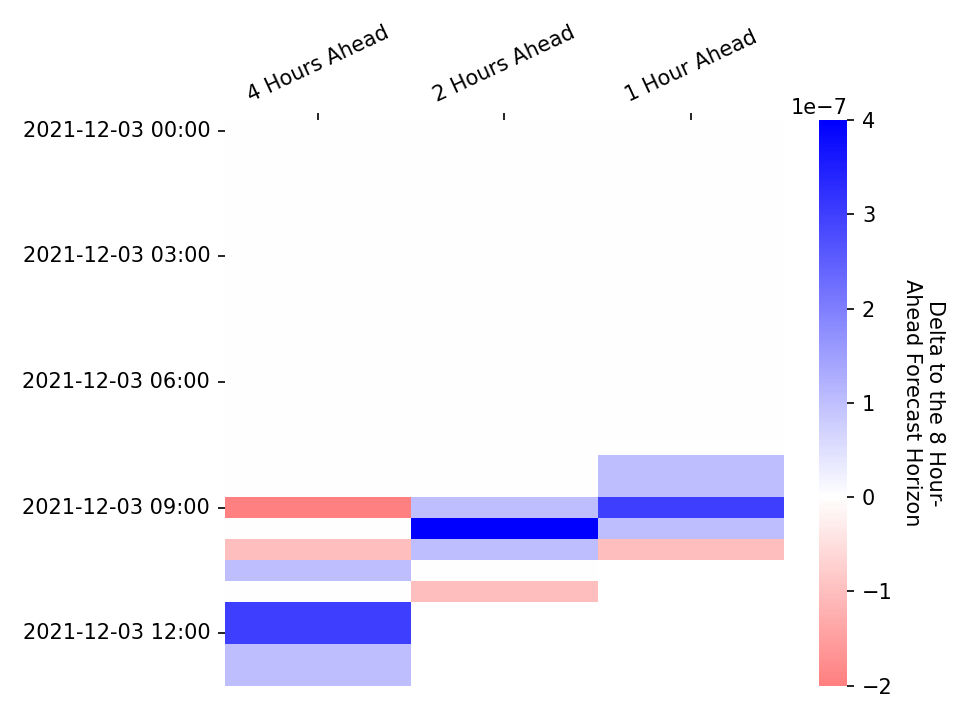 4 Hours Ahead
2 Hours Ahead
1 Hour Ahead
1e−7
2021-12-03 00:00
2021-12-03 03:00
2021-12-03 06:00
2021-12-03 09:00
2021-12-03 12:00
4
3
2
1
0
−1
−2
Delta to the 8 Hour-
Ahead Forecast Horizon